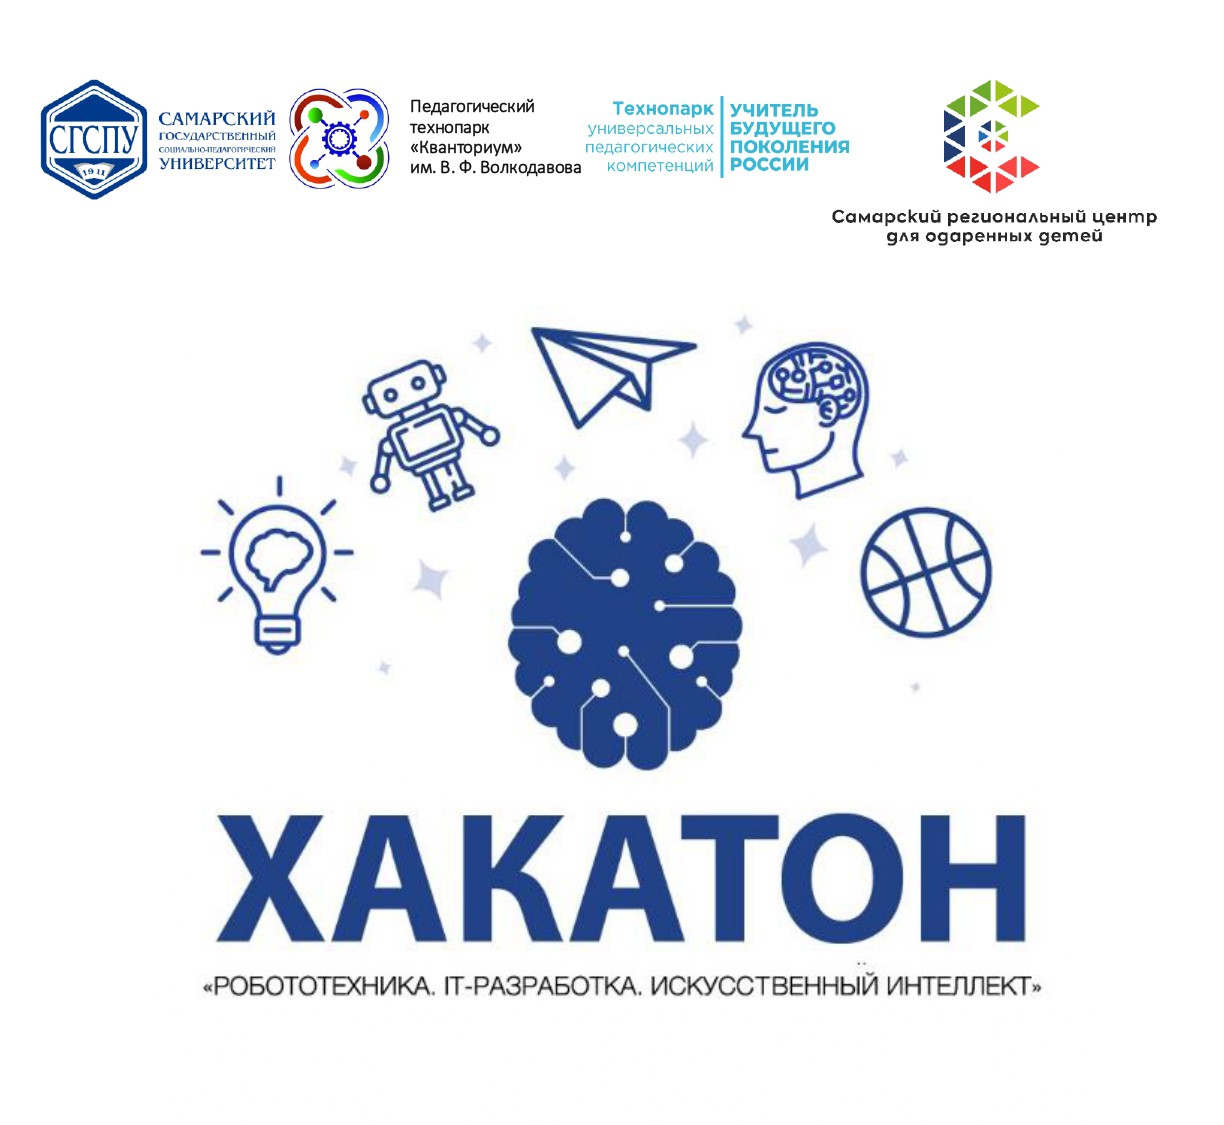 СГСПУ
1911
САМАРСКИЙ
ГОСУДАРСТВЕННЫЙ
СОЦИАЛЬНО-ПЕДАГОГИЧЕСКИЙ
УНИВЕРСИТЕТ
Педагогический
технопарк
«Кванториум»
им. В. Ф. Волкодавова
Технопарк
универсальных
педагогических
компетенций
УЧИТЕЛЬ
БУДУЩЕГО
ПОКОЛЕНИЯ
РОССИИ
Самарский региональный центр
для одаренных детей
ХАКАТОН
«РОБОТОТЕХНИКА. IT-РАЗРАБОТКА. ИСКУССТВЕННЫЙ ИНТЕЛЛЕКТ»